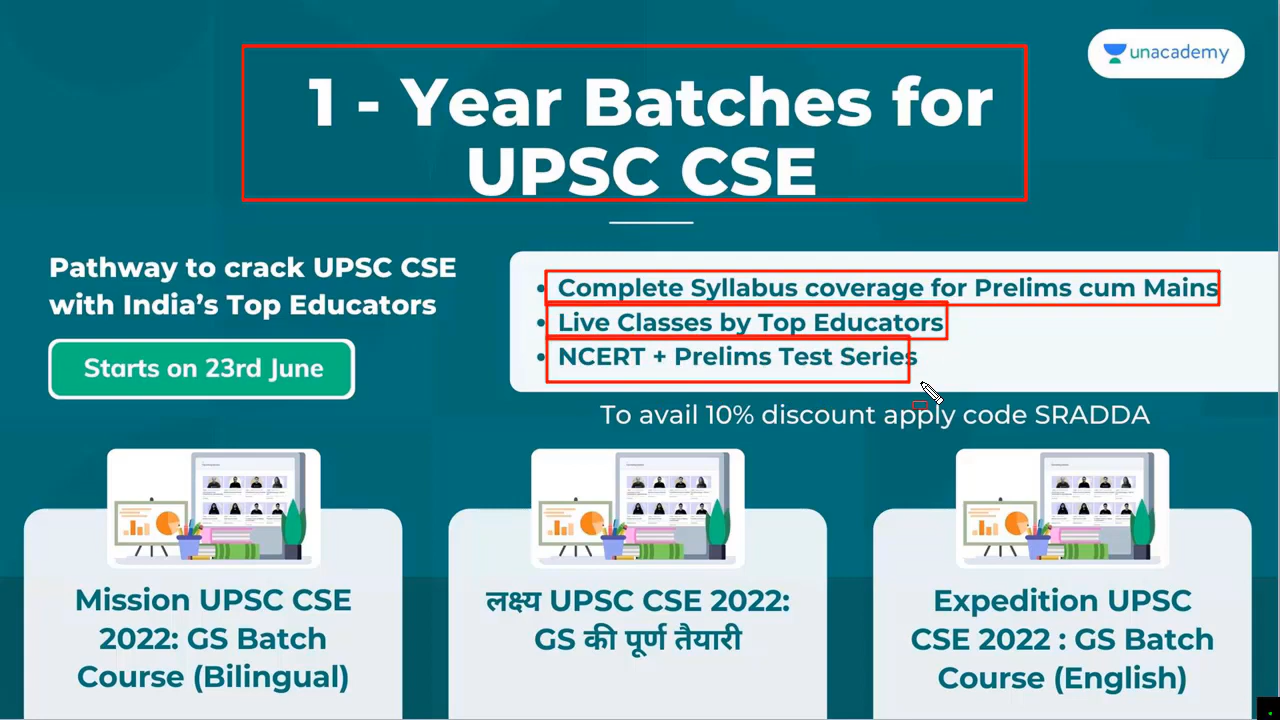 unacademy
1 - Year Batches for
UPSC CSE
Pathway to crack UPSC CSE
with India's Top Educators
Starts on 23rd June
• Complete Syllabus coverage for Prelims cum Mains
• Live Classes by Top Educators
• NCERT + Prelims Test Series
To avail 10% discount apply code SRADDA
Mission UPSC CSE
2022: GS Batch
Course (Bilingual)
लक्ष्य UPSC CSE 2022:
GS की पूर्ण तैयारी
Expedition UPSC
CSE 2022 : GS Batch
Course (English)